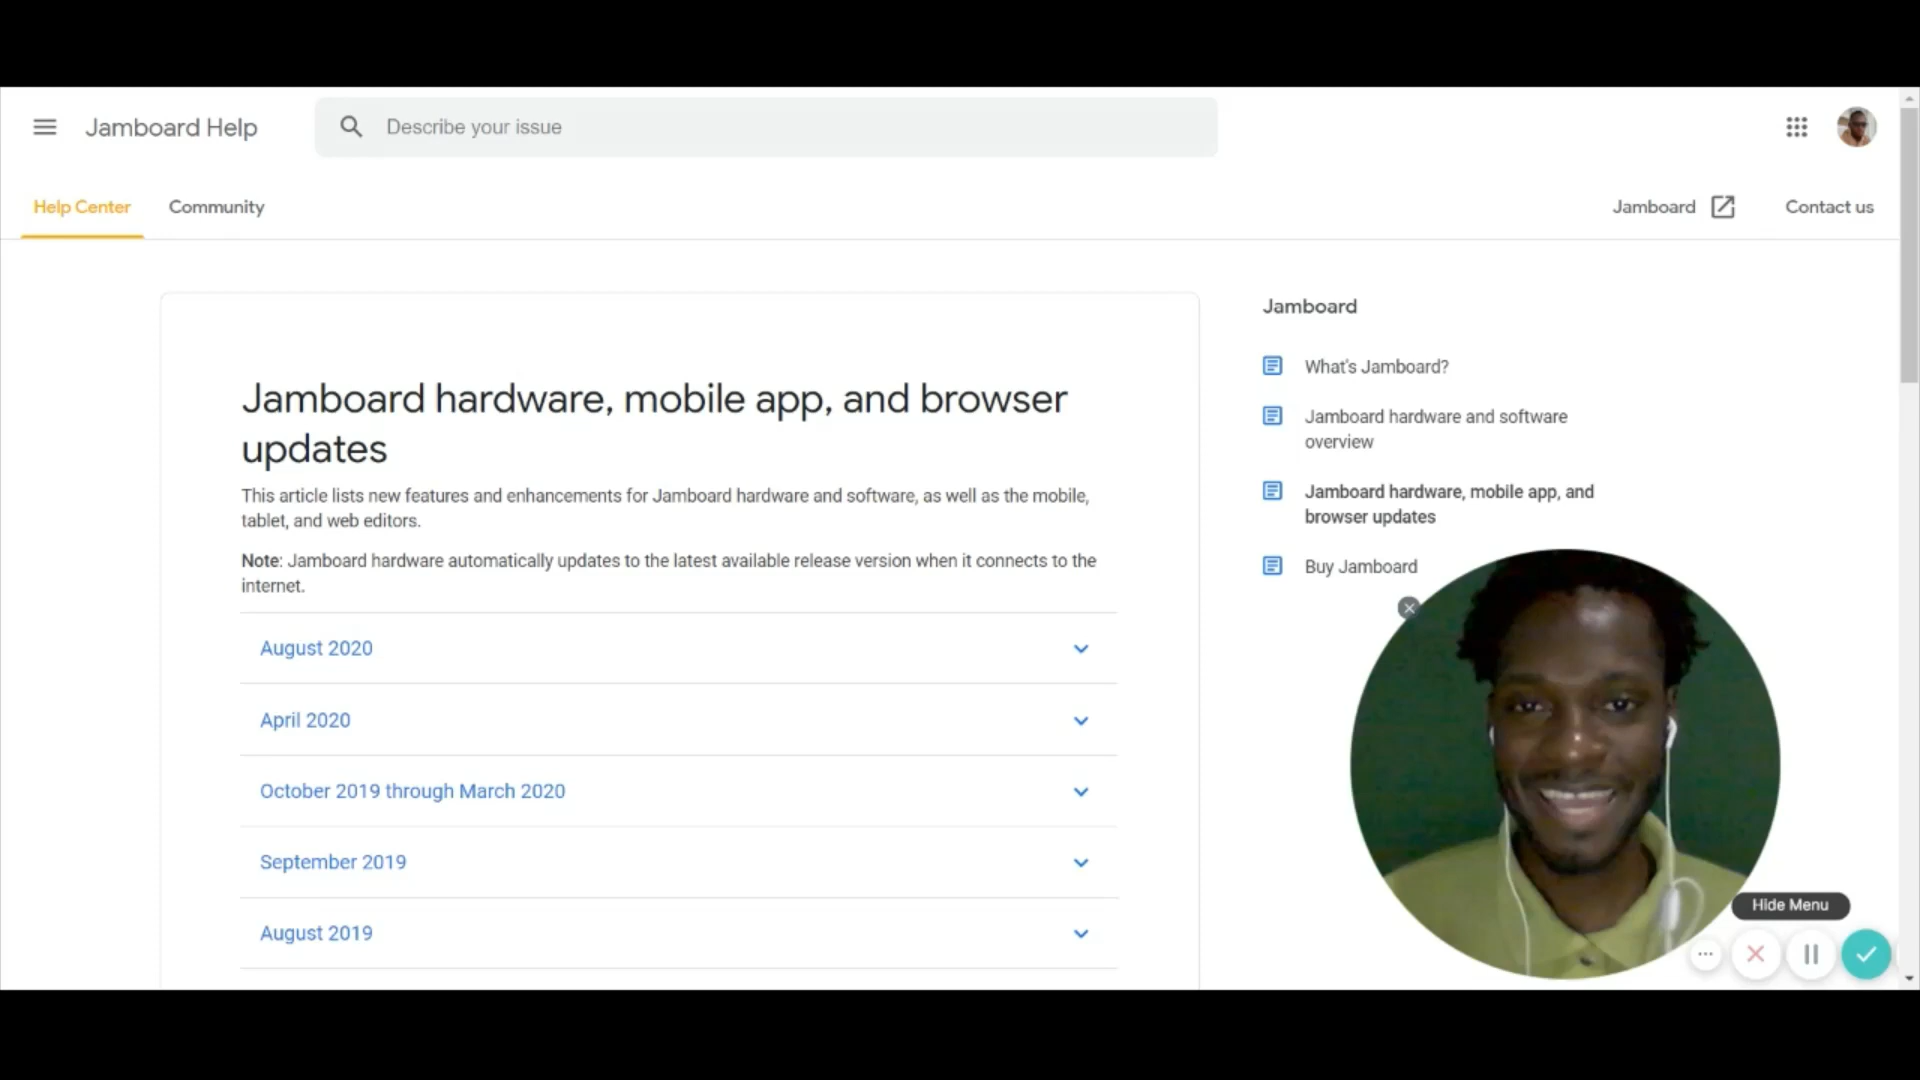 Jamboard Help
Describe your issue
Help Center
Community
Jamboard
Contact us
Jamboard hardware, mobile app, and browser
updates
This article lists new features and enhancements for Jamboard hardware and software, as well as the mobile,
tablet, and web editors.
Note: Jamboard hardware automatically updates to the latest available release version when it connects to the
internet.
August 2020
April 2020
October 2019 through March 2020
September 2019
August 2019
Jamboard
What's Jamboard?
Jamboard hardware and software
overview
Jamboard hardware, mobile app, and
browser updates
Buy Jamboard
Hide Menu